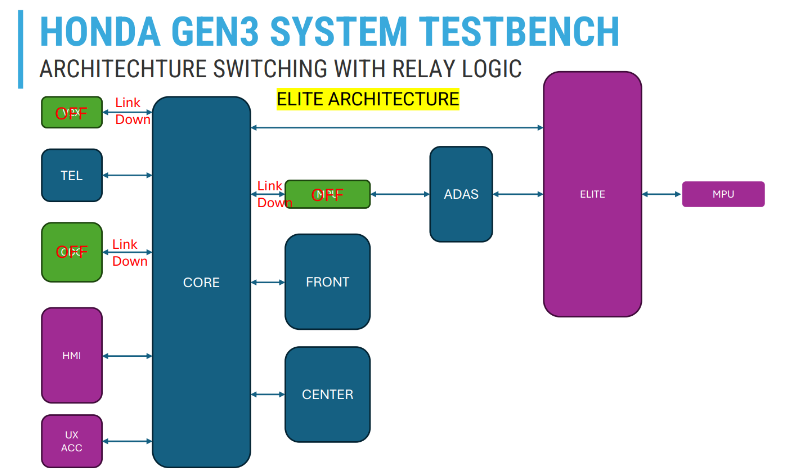 HONDA GEN3 SYSTEM TESTBENCH
ARCHITECHTURE SWITCHING WITH RELAY LOGIC
ELITE ARCHITECTURE
OFF
Link
Down
TEL
OFF
Link
Down
HMI
UX
ACC
CORE
Link
Down
OFF
FRONT
CENTER
ADAS
ELITE
MPU